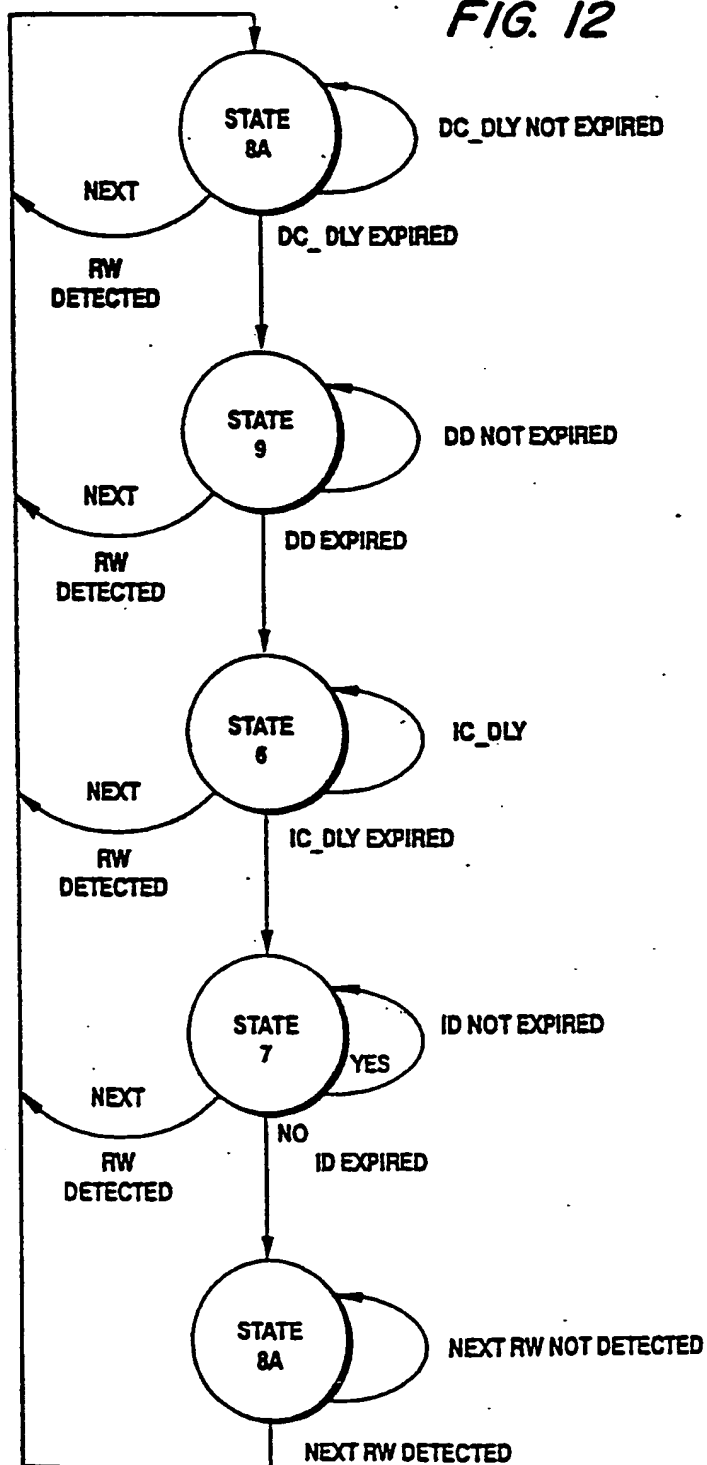 FIG. 12
STATE
8A
DC_DLY NOT EXPIRED
NEXT
RW
DETECTED
DC_DLY EXPIRED
STATE
9
DD NOT EXPIRED
NEXT
RW
DETECTED
DD EXPIRED
STATE
6
IC_DLY
NEXT
RW
DETECTED
IC_DLY EXPIRED
STATE
7
ID NOT EXPIRED
YES
NEXT
RW
DETECTED
NO
ID EXPIRED
STATE
8A
NEXT RW NOT DETECTED
NEXT RW DETECTED